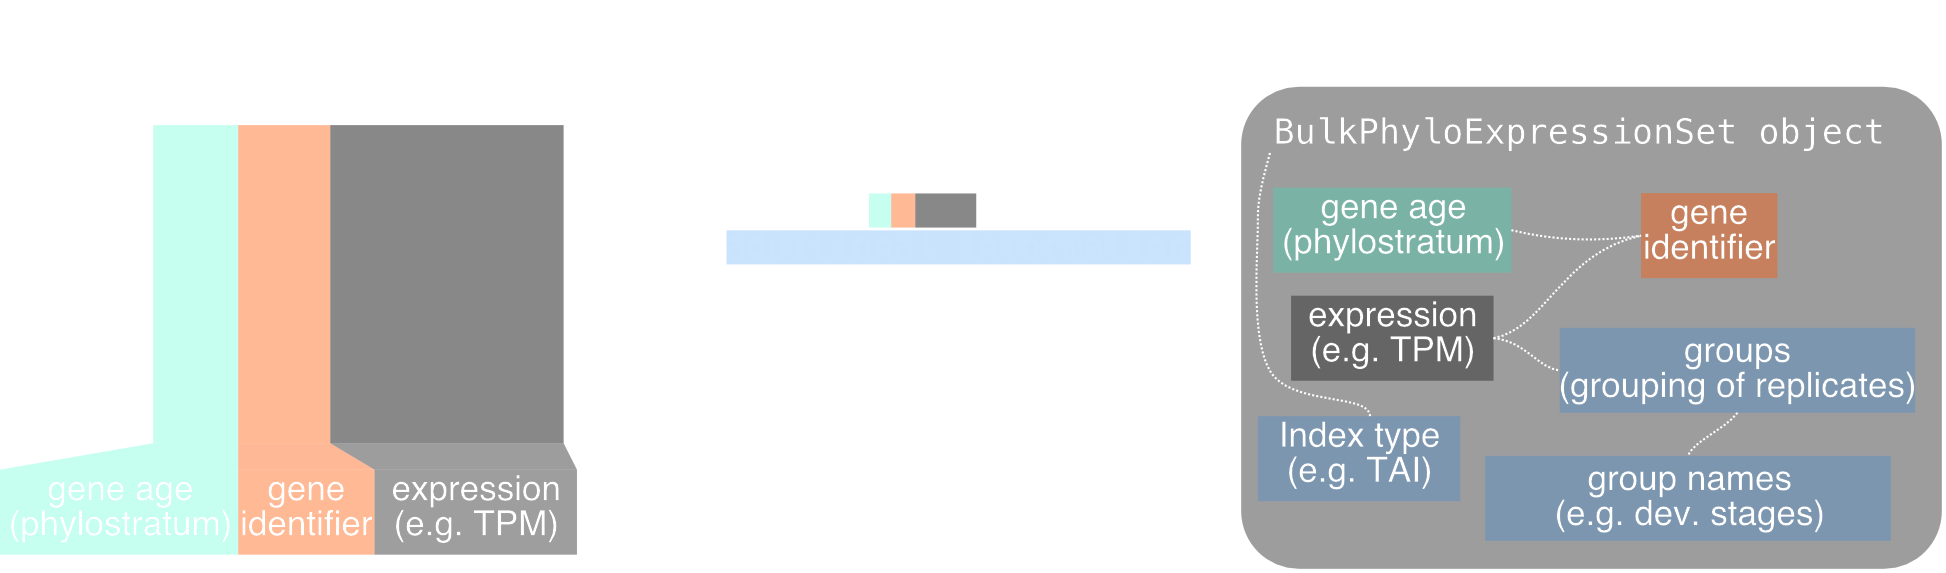 gene age
(phylostratum)
gene
identifier
expression
(e.g. TPM)
BulkPhyloExpressionSet object
gene age
(phylostratum)
gene
identifier
expression
(e.g. TPM)
groups
(grouping of replicates)
Index type
(e.g. TAI)
group names
(e.g. dev. stages)